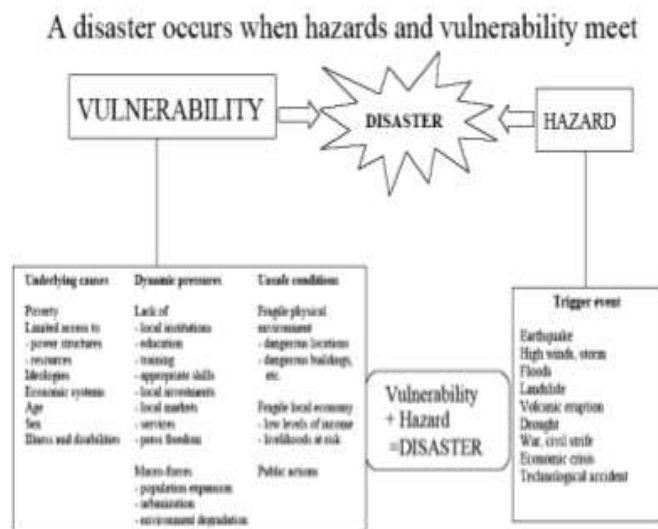 A disaster occurs when hazards and vulnerability meet
VULNERABILITY
DISASTER
HAZARD
Underlying causes
Poverty
Limited access to
- power structures
- resources
Ideologies
Economic systems
Age
Sex
Illness and disabilities
Dynamic pressures
Lack of
- local institutions
- education
- training
- appropriate skills
- local investments
- local markets
- services
- press freedom
Macro-forces
- population expansion
- urbanization
- environment degradation
Unsafe conditions
Fragile physical
environment
- dangerous locations
- dangerous buildings,
etc.
Fragile local economy
- low levels of income
- livelihoods at risk
Public actions
Vulnerability
+ Hazard
=DISASTER
Trigger event
Earthquake
High winds, storm
Floods
Landslide
Volcanic eruption
Drought
War, civil strife
Economic crisis
Technological accident